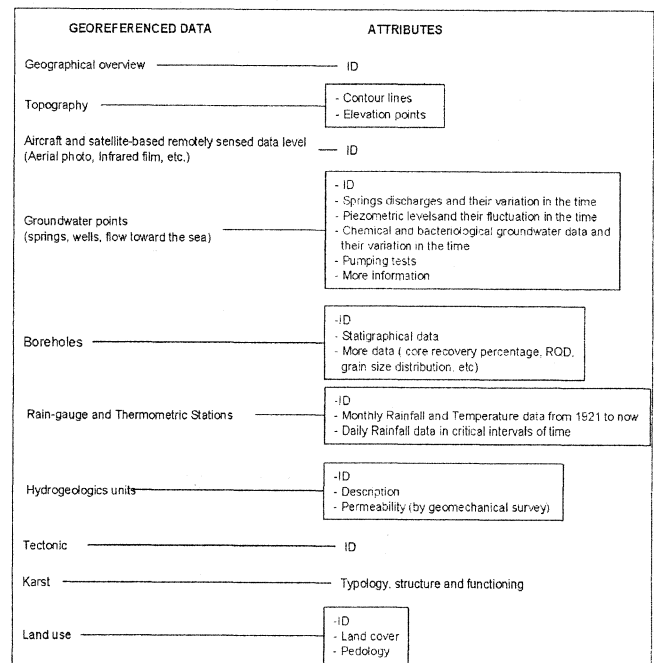 GEOREFERENCED DATA ATTRIBUTES
Geographical overview ID
Topography
- Contour lines
- Elevation points
Aircraft and satellite-based remotely sensed data level
(Aerial photo, Infrared film, etc.)
ID
Groundwater points
(springs, wells, flow toward the sea)
- ID
- Springs discharges and their variation in the time
- Piezometric levelsand their fluctuation in the time
- Chemical and bacteriological groundwater data and
their variation in the time
- Pumping tests
- More information
Boreholes
-ID
- Statigraphical data
- More data ( core recovery percentage, RQD,
grain size distribution, etc)
Rain-gauge and Thermometric Stations
-ID
- Monthly Rainfall and Temperature data from 1921 to now
- Daily Rainfall data in critical intervals of time
Hydrogeologics units
-ID
- Description
- Permeability (by geomechanical survey)
Tectonic ID
Karst Typology, structure and functioning
Land use
-ID
- Land cover
- Pedology